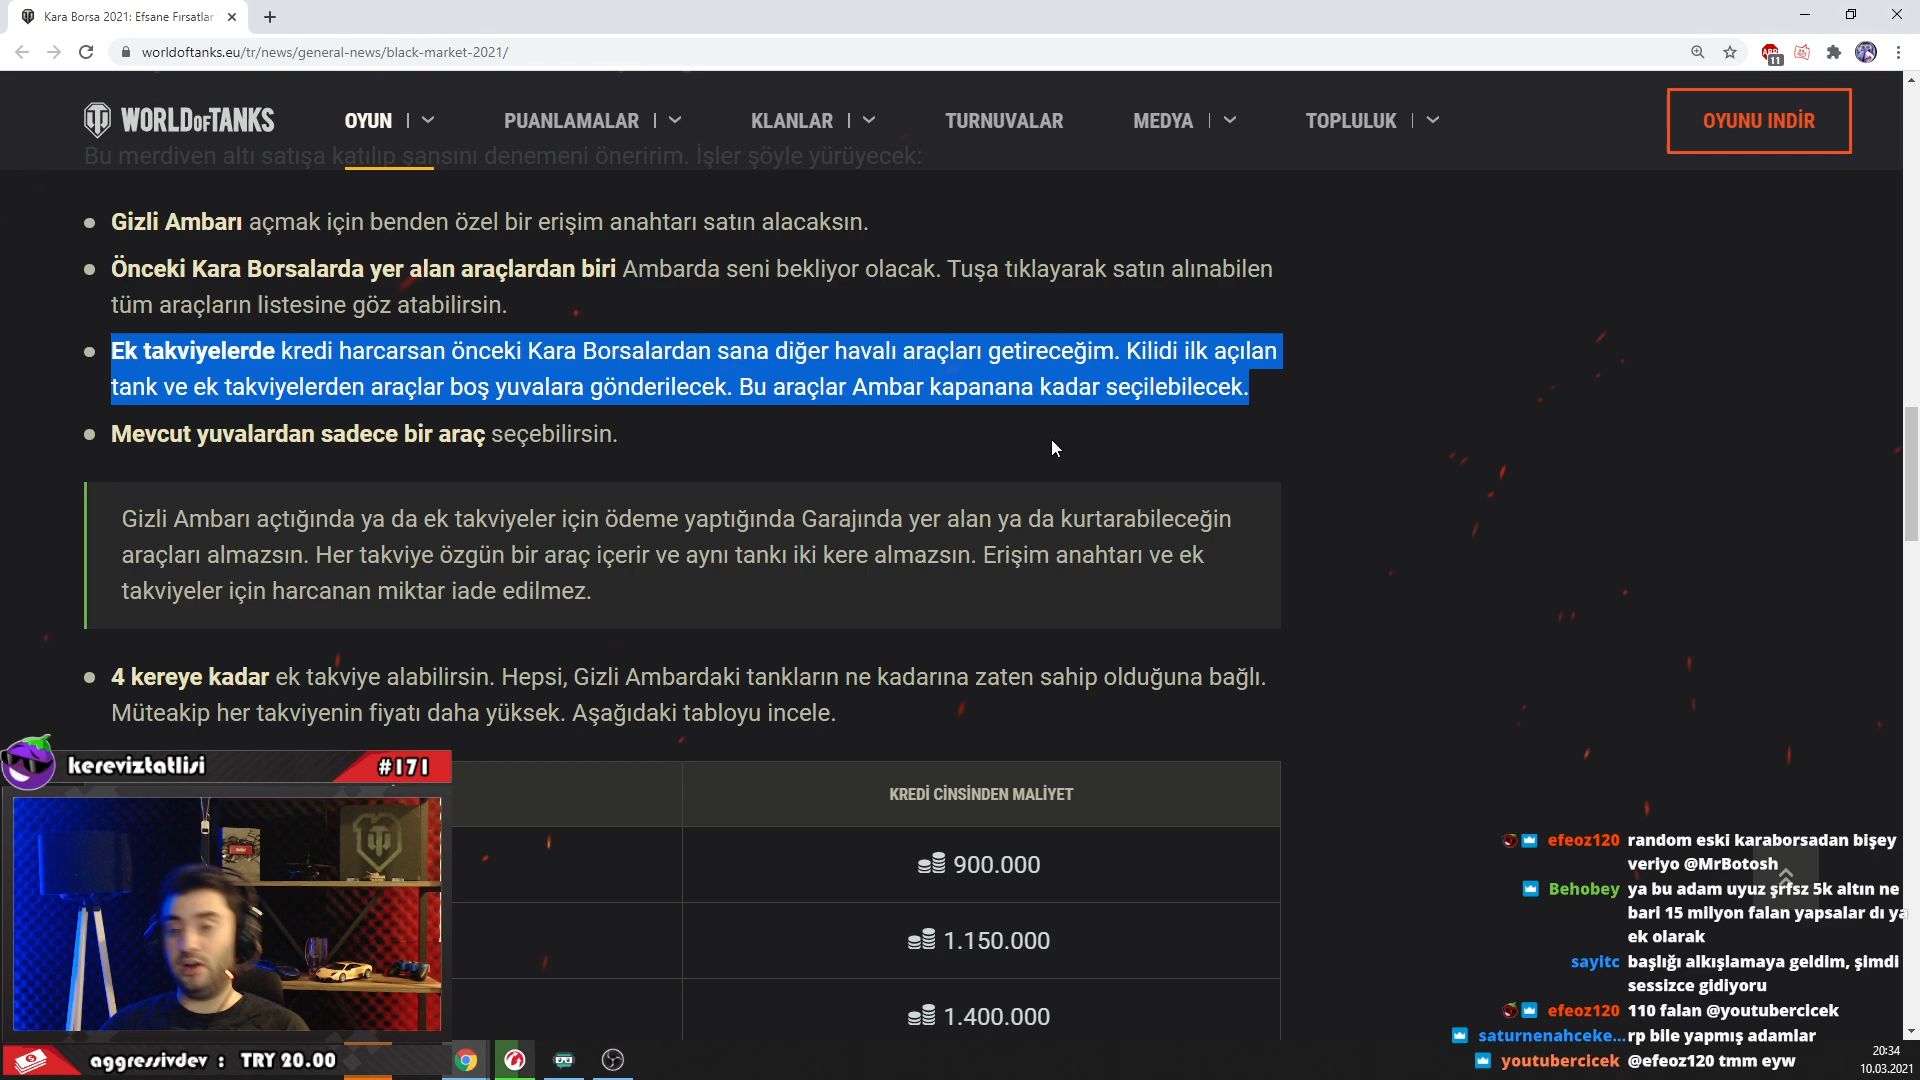 Kara Borsa 2021: Efsane Fırsatlar
worldoftanks.eu/tr/news/general-news/black-market-2021/
11
WORLD OF TANKS
OYUN
PUANLAMALAR
KLANLAR
TURNUVALAR
MEDYA
TOPLULUK
OYUNU INDİR
Bu merdiven altı satışa katılıp şansını denemeni öneririm. İşler şöyle yürüyecek:
Gizli Ambarı açmak için benden özel bir erişim anahtarı satın alacaksın.
Önceki Kara Borsalarda yer alan araçlardan biri Ambarda seni bekliyor olacak. Tuşa tıklayarak satın alınabilen
tüm araçların listesine göz atabilirsin.
Ek takviyelerde kredi harcarsan önceki Kara Borsalardan sana diğer havalı araçları getireceğim. Kilidi ilk açılan
tank ve ek takviyelerden araçlar boş yuvalara gönderilecek. Bu araçlar Ambar kapanana kadar seçilebilecek.
Mevcut yuvalardan sadece bir araç seçebilirsin.
Gizli Ambarı açtığında ya da ek takviyeler için ödeme yaptığında Garajında yer alan ya da kurtarabileceğin
araçları almazsın. Her takviye özgün bir araç içerir ve aynı tankı iki kere almazsın. Erişim anahtarı ve ek
takviyeler için harcanan miktar iade edilmez.
4 kereye kadar ek takviye alabilirsin. Hepsi, Gizli Ambardaki tankların ne kadarına zaten sahip olduğuna bağlı.
Müteakip her takviyenin fiyatı daha yüksek. Aşağıdaki tabloyu incele.
KREDİ CİNSİNDEN MALİYET
900.000
1.150.000
1.400.000
kereviztatlisi
#171
aggressivdev : TRY 20.00
efeoz120 random eski karaborsadan bişey
veriyo @MrBotosh
Behobey ya bu adam uyuz şrfsz 5k altın ne
bari 15 milyon falan yapsalar dı ya
ek olarak
sayitc başlığı alkışlamaya geldim, şimdi
sessizce gidiyoru
efeoz120 110 falan @youtubercicek
saturnenahceke... rp bile yapmış adamlar
youtubercicek @efeoz120 tmm eyw
20:34
10.03.2021